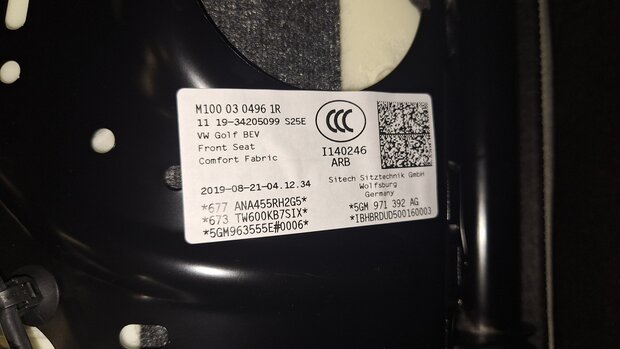 M100 03 0496 1R
11 19-34205099 S25E
VW Golf BEV
Front Seat
Comfort Fabric
CCC
I140246
ARB
2019-08-21-04.12.34
Sitech Sitztechnik GmbH
Wolfsburg
Germany
*677 ANA455RH2G5*
*673 TW600KB7SIX*
*5GM963555E#0006*
*5GM 971 392 AG
*IBHBRDUD500160003